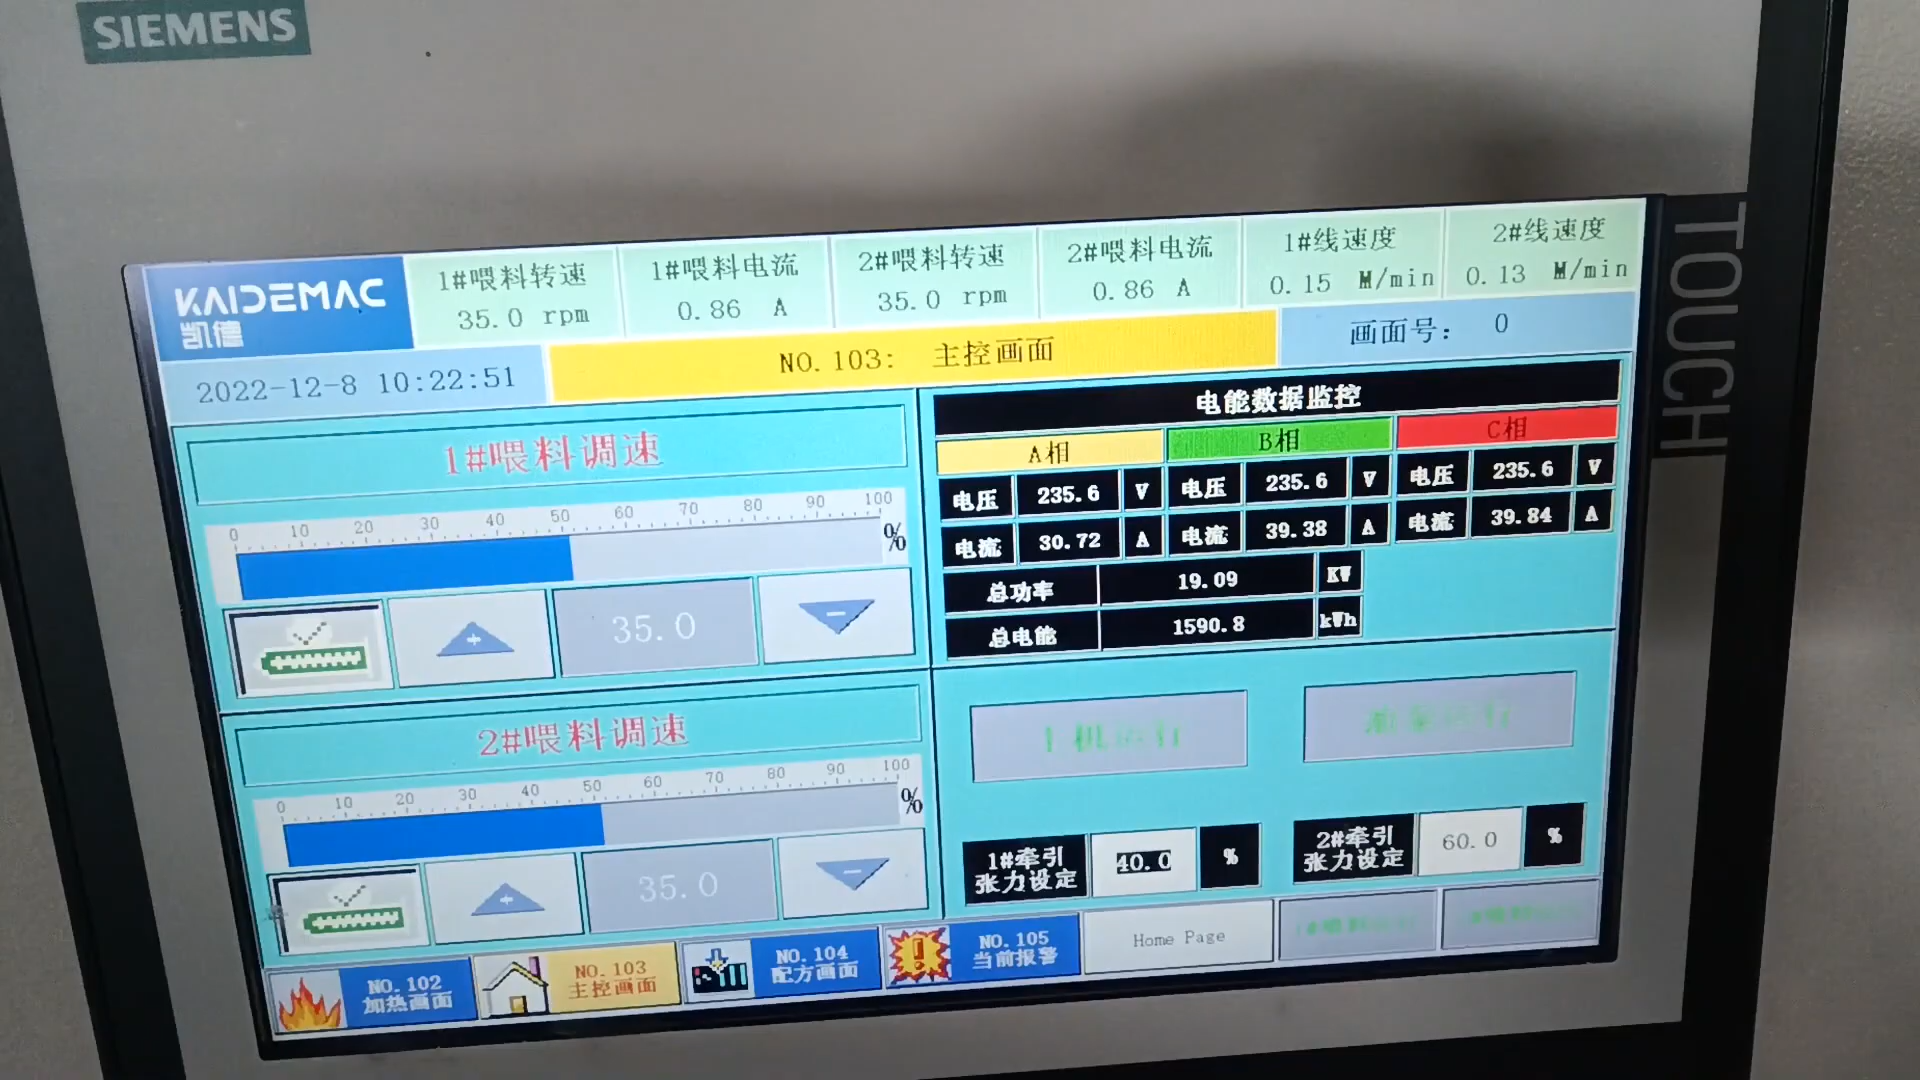 SIEMENS
TOUCH
KAIDEMAC
凯德
1#喂料转速
35.0 rpm
1#喂料电流
0.86 A
2#喂料转速
35.0 rpm
2#喂料电流
0.86 A
1#线速度
0.15 M/min
2#线速度
0.13 M/min
2022-12-8 10:22:51
NO.103: 主控画面
画面号: 0
1#喂料调速
0 10 20 30 40 50 60 70 80 90 100
%
+
35.0
−
2#喂料调速
0 10 20 30 40 50 60 70 80 90 100
%
+
35.0
−
电能数据监控
A相 B相 C相
电压 235.6 V 电压 235.6 V 电压 235.6 V
电流 30.72 A 电流 39.38 A 电流 39.84 A
总功率 19.09 KW
总电能 1590.8 kWh
机运行
运行
1#牵引
张力设定
40.0 %
2#牵引
张力设定
60.0 %
NO.102
加热画面
NO.103
主控画面
NO.104
配方画面
NO.105
当前报警
Home Page